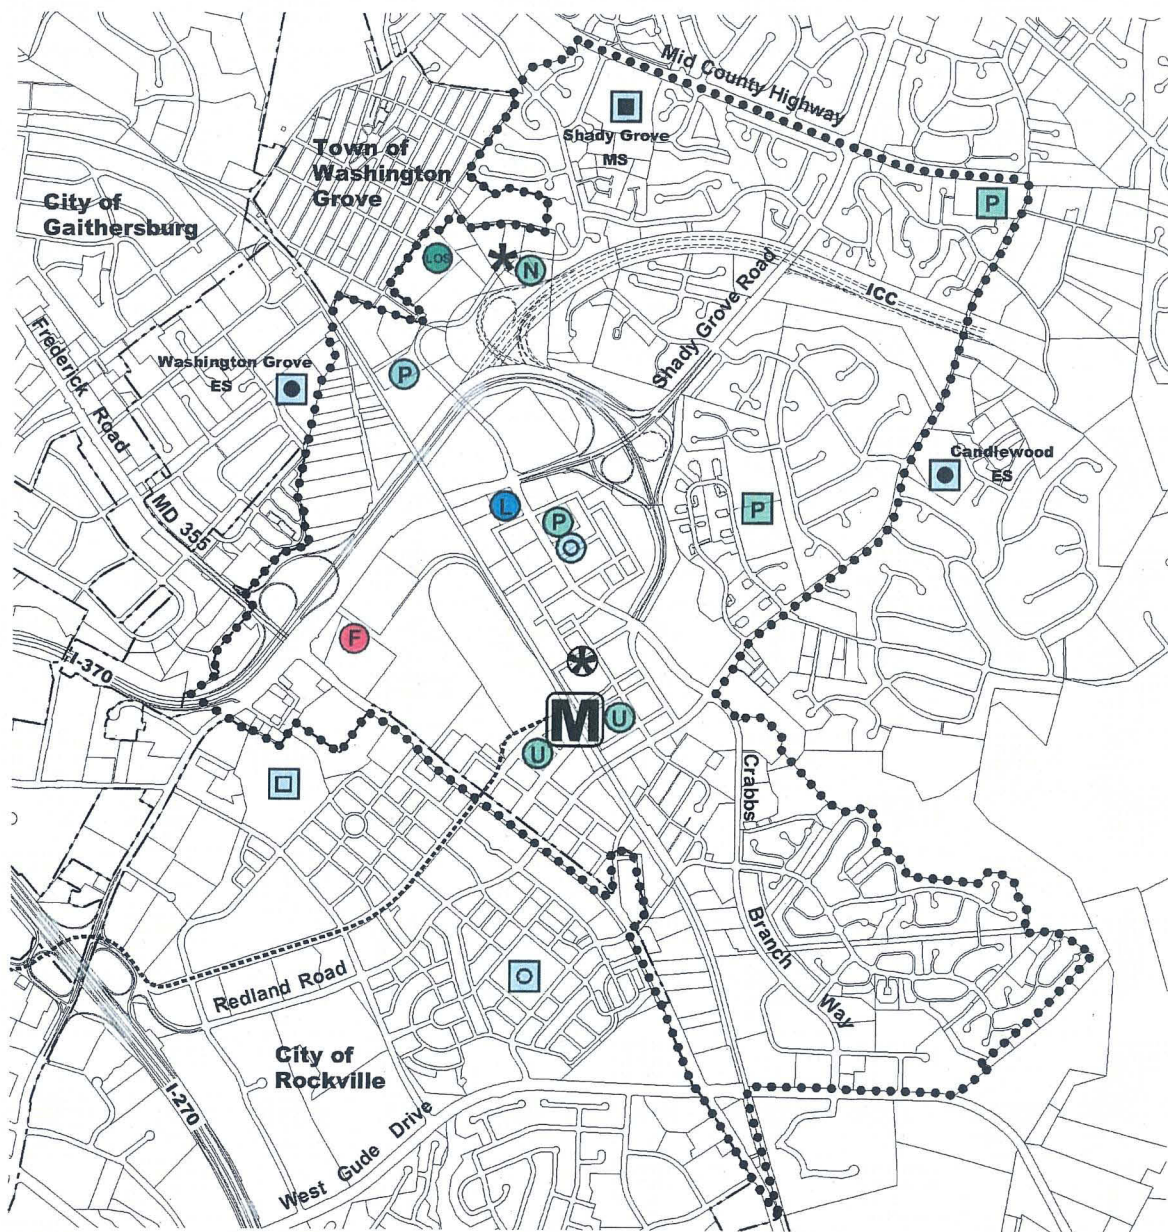 Mid County Highway
Shady Grove
MS
Town of
Washington
Grove
City of
Gaithersburg
P
LOS
*
N
ICC
Shady Grove Road
Frederick Road
Washington Grove
ES
P
Candlewood
ES
MD 355
L
P
P
F
I-370
*
M
U
U
Crabbs
Branch
Way
Redland Road
City of
Rockville
I-270
West Gude Drive